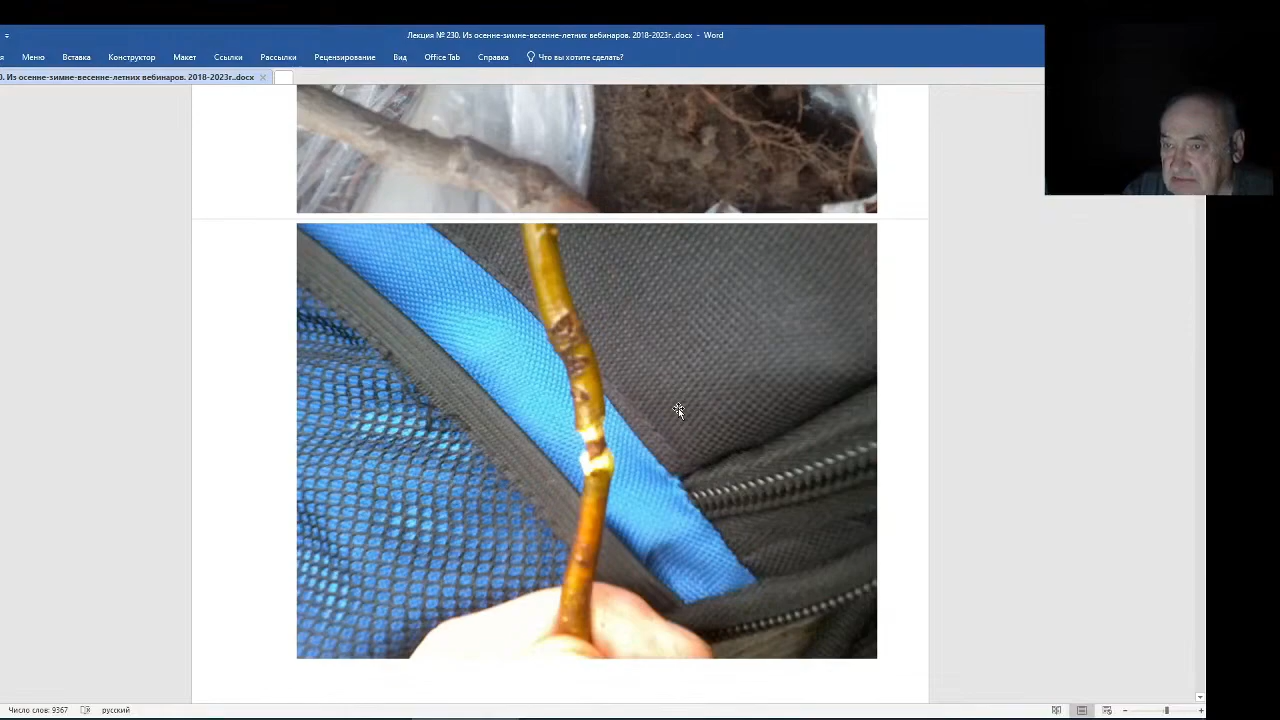 Лекция № 230. Из осенне-зимне-весенне-летних вебинаров. 2018-2023г..docx - Word
Меню Вставка Конструктор Макет Ссылки Рассылки Рецензирование Вид Office Tab Справка Что вы хотите сделать?
0. Из осенне-зимне-весенне-летних вебинаров. 2018-2023г..docx
Число слов: 9367 русский